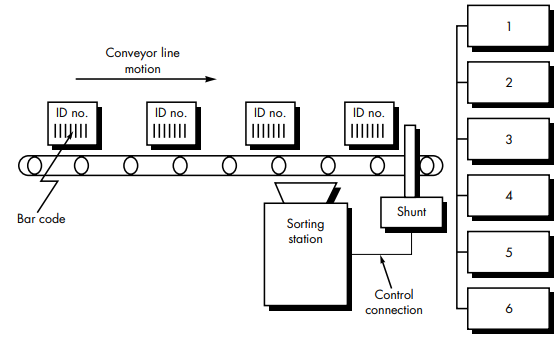 Conveyor line
motion
ID no.
ID no.
ID no.
ID no.
Bar code
Sorting
station
Shunt
Control
connection
1
2
3
4
5
6